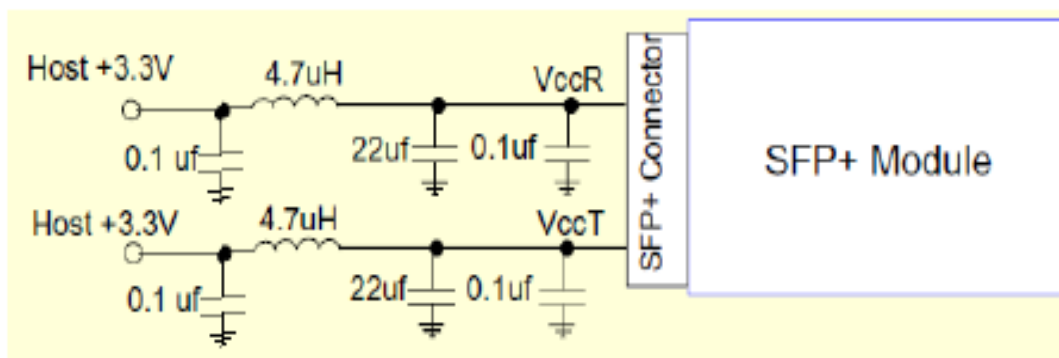 Host +3.3V
4.7uH
VccR
0.1 uf
22uf
0.1uf
Host +3.3V
4.7uH
VccT
0.1 uf
22uf
0.1uf
SFP+ Connector
SFP+ Module